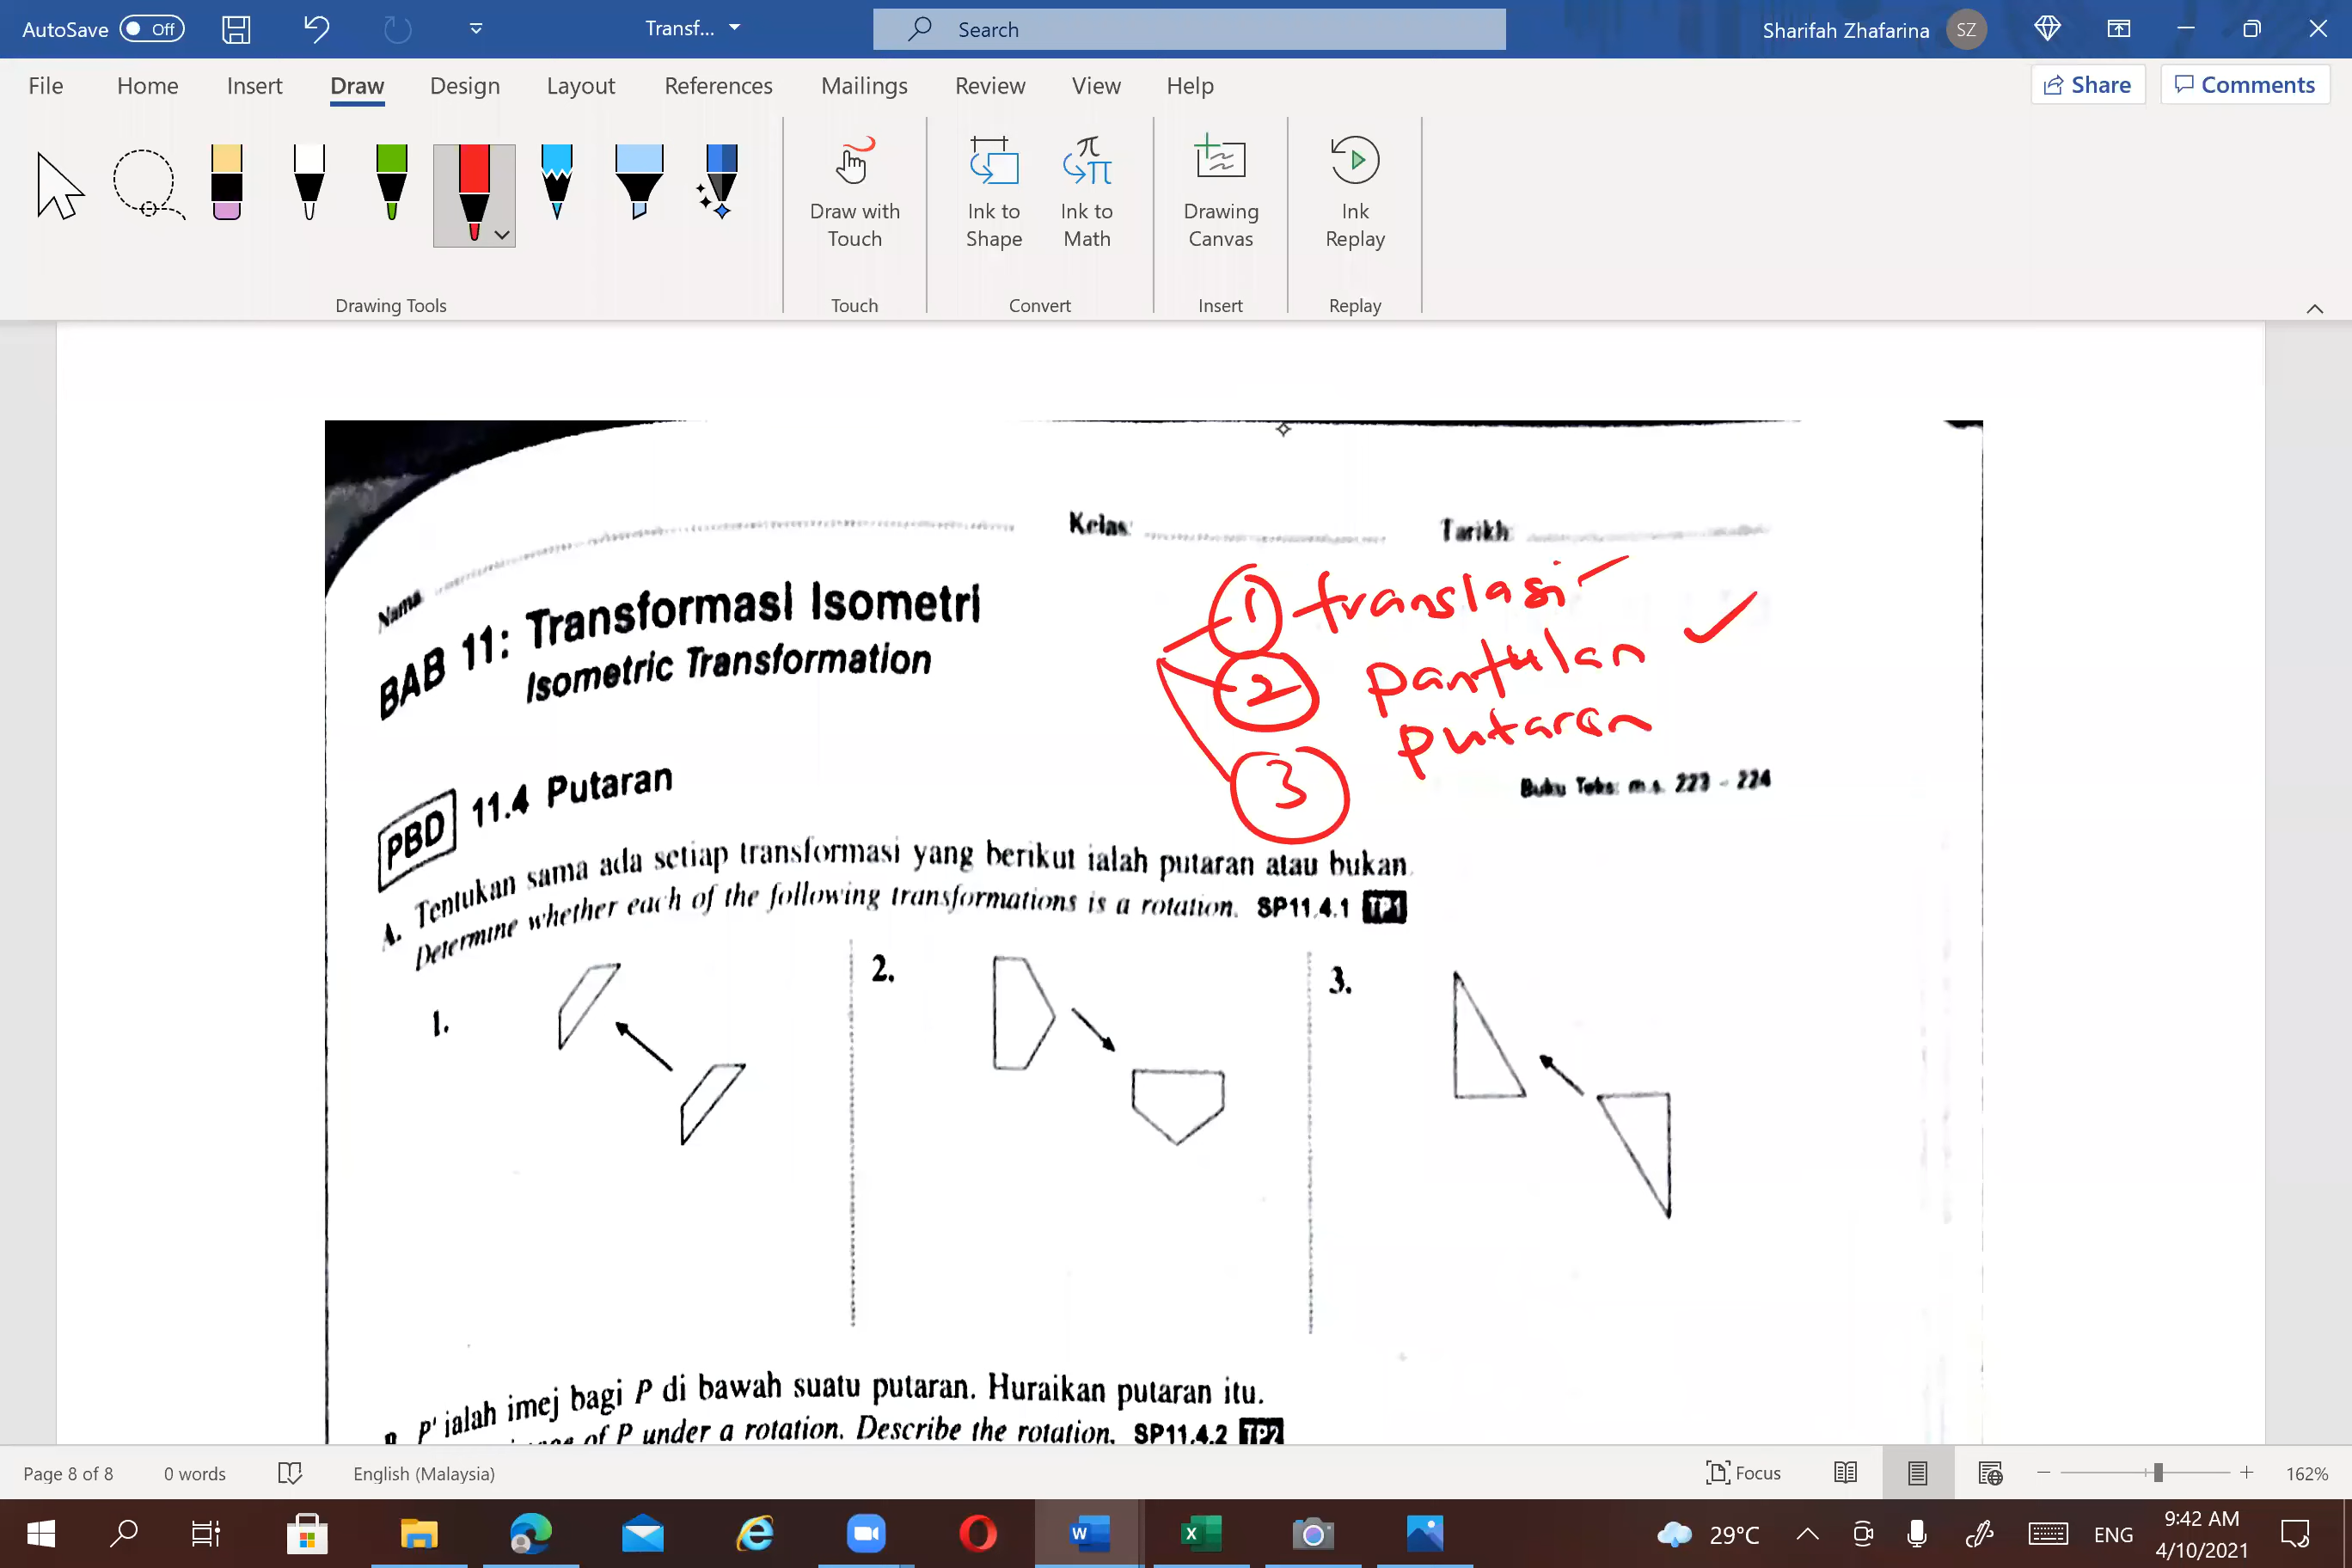 AutoSave Off Transf... Search Sharifah Zhafarina SZ
File Home Insert Draw Design Layout References Mailings Review View Help Share Comments
Draw with Touch
Ink to Shape
Ink to Math
Drawing Canvas
Ink Replay
Drawing Tools Touch Convert Insert Replay
Nama Kelas: Tarikh:
BAB 11: Transformasi Isometri
Isometric Transformation
1 translasi
2 pantulan
3 putaran
PBD 11.4 Putaran
Buku Teks: m.s. 223 - 224
A. Tentukan sama ada setiap transformasi yang berikut ialah putaran atau bukan.
Determine whether each of the following transformations is a rotation. SP11.4.1 TP1
1. 2. 3.
P' ialah imej bagi P di bawah suatu putaran. Huraikan putaran itu.
of P under a rotation. Describe the rotation. SP11.4.2 TP2
Page 8 of 8 0 words English (Malaysia) Focus 162%
29°C ENG 9:42 AM
4/10/2021